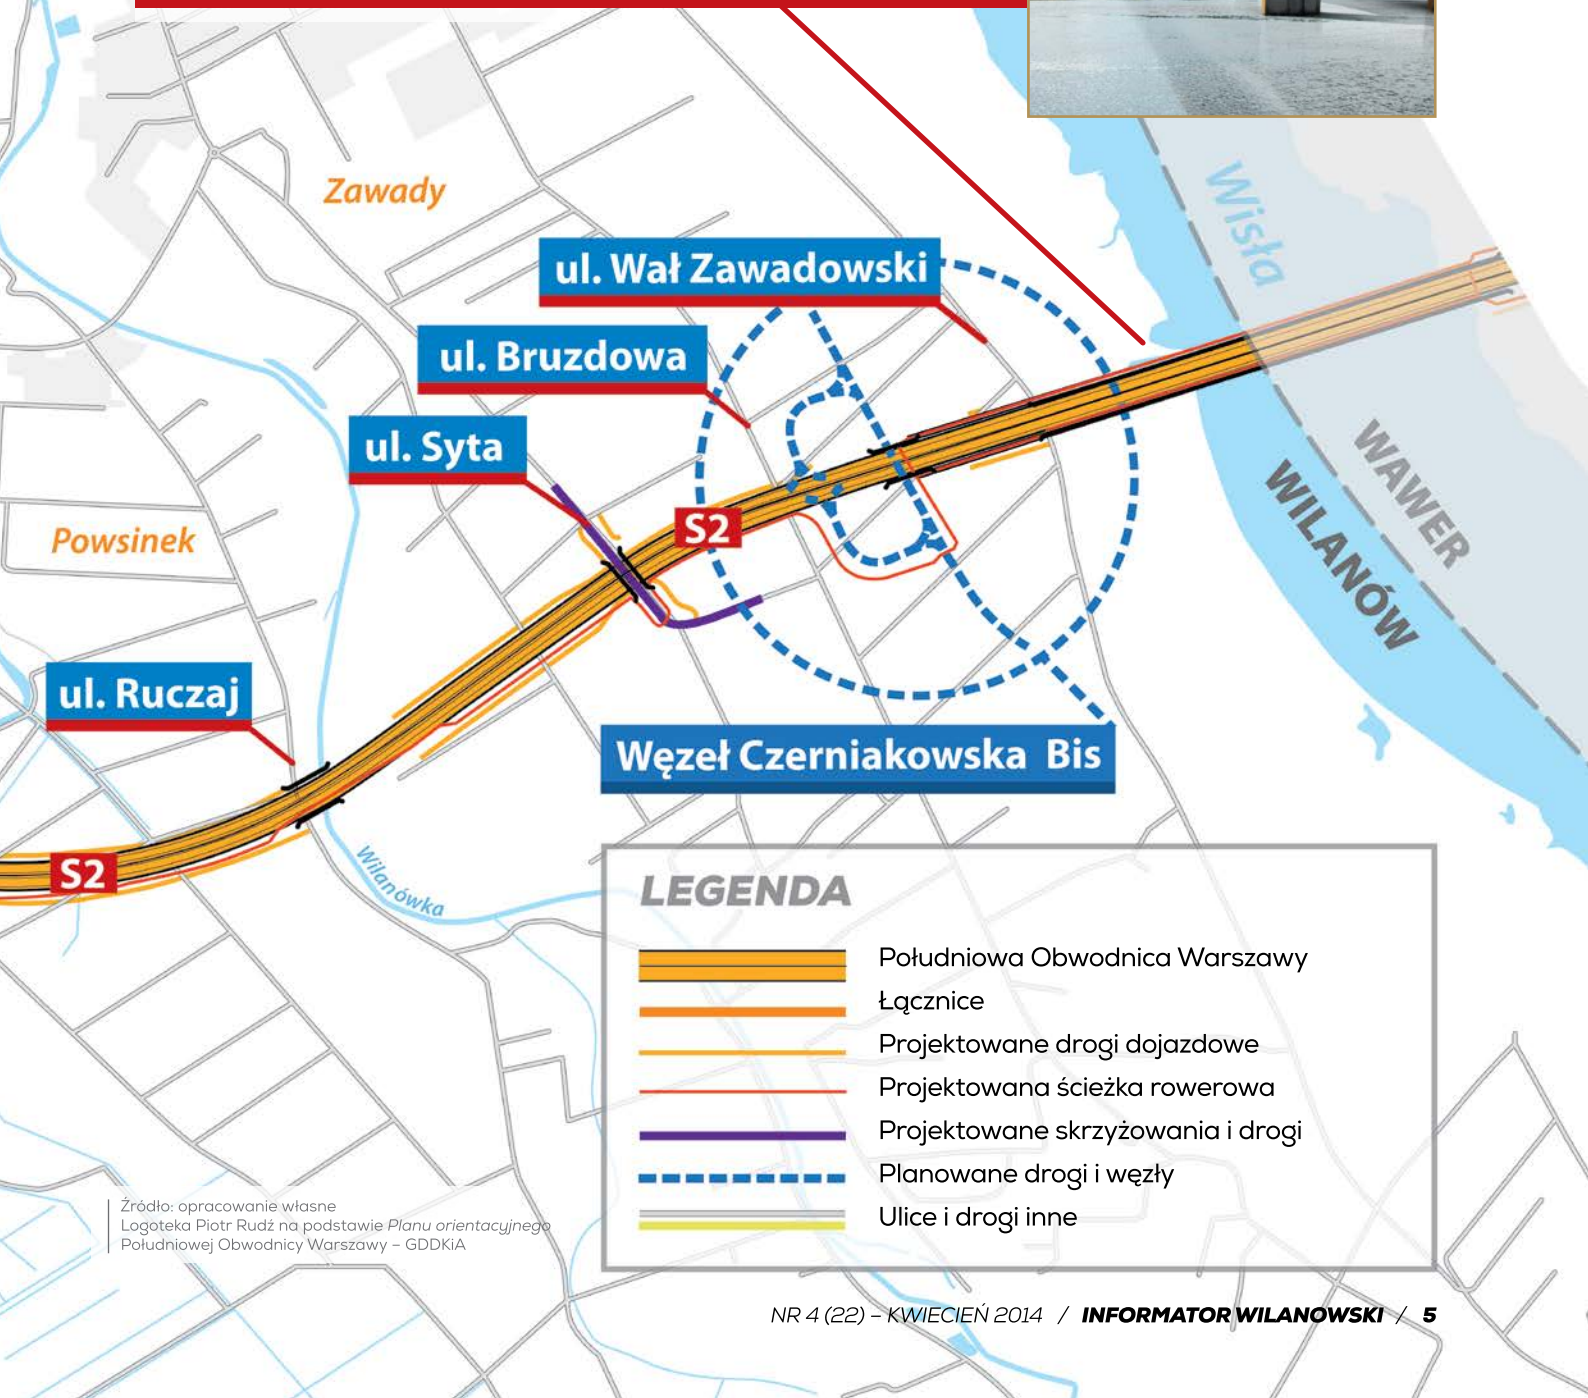 Zawady
Wisła
ul. Wał Zawadowski
ul. Bruzdowa
ul. Syta
WAWER
WILANÓW
S2
Powsinek
ul. Ruczaj
Węzeł Czerniakowska Bis
S2
Wilanówka
LEGENDA
Południowa Obwodnica Warszawy
Łącznice
Projektowane drogi dojazdowe
Projektowana ścieżka rowerowa
Projektowane skrzyżowania i drogi
Planowane drogi i węzły
Ulice i drogi inne
Źródło: opracowanie własne
Logoteka Piotr Rudź na podstawie Planu orientacyjnego
Południowej Obwodnicy Warszawy – GDDKiA
NR 4 (22) – KWIECIEŃ 2014 / INFORMATOR WILANOWSKI / 5